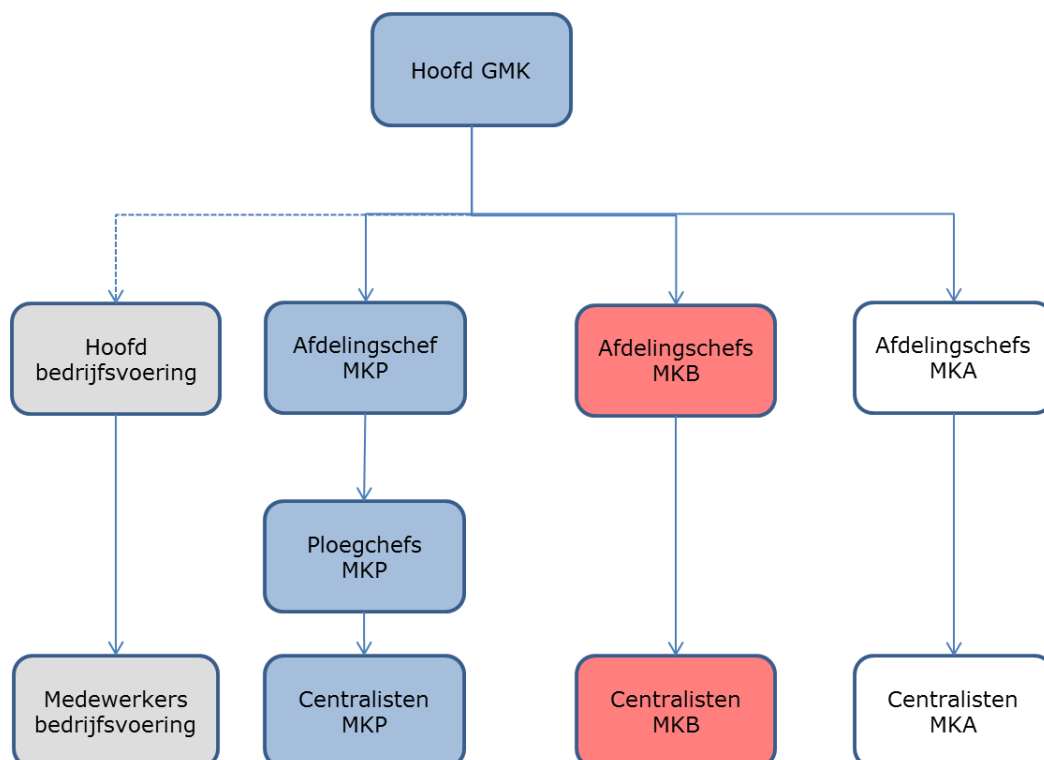 Hoofd GMK
Hoofd
bedrijfsvoering
Afdelingschef
MKP
Afdelingschefs
MKB
Afdelingschefs
MKA
Ploegchefs
MKP
Medewerkers
bedrijfsvoering
Centralisten
MKP
Centralisten
MKB
Centralisten
MKA